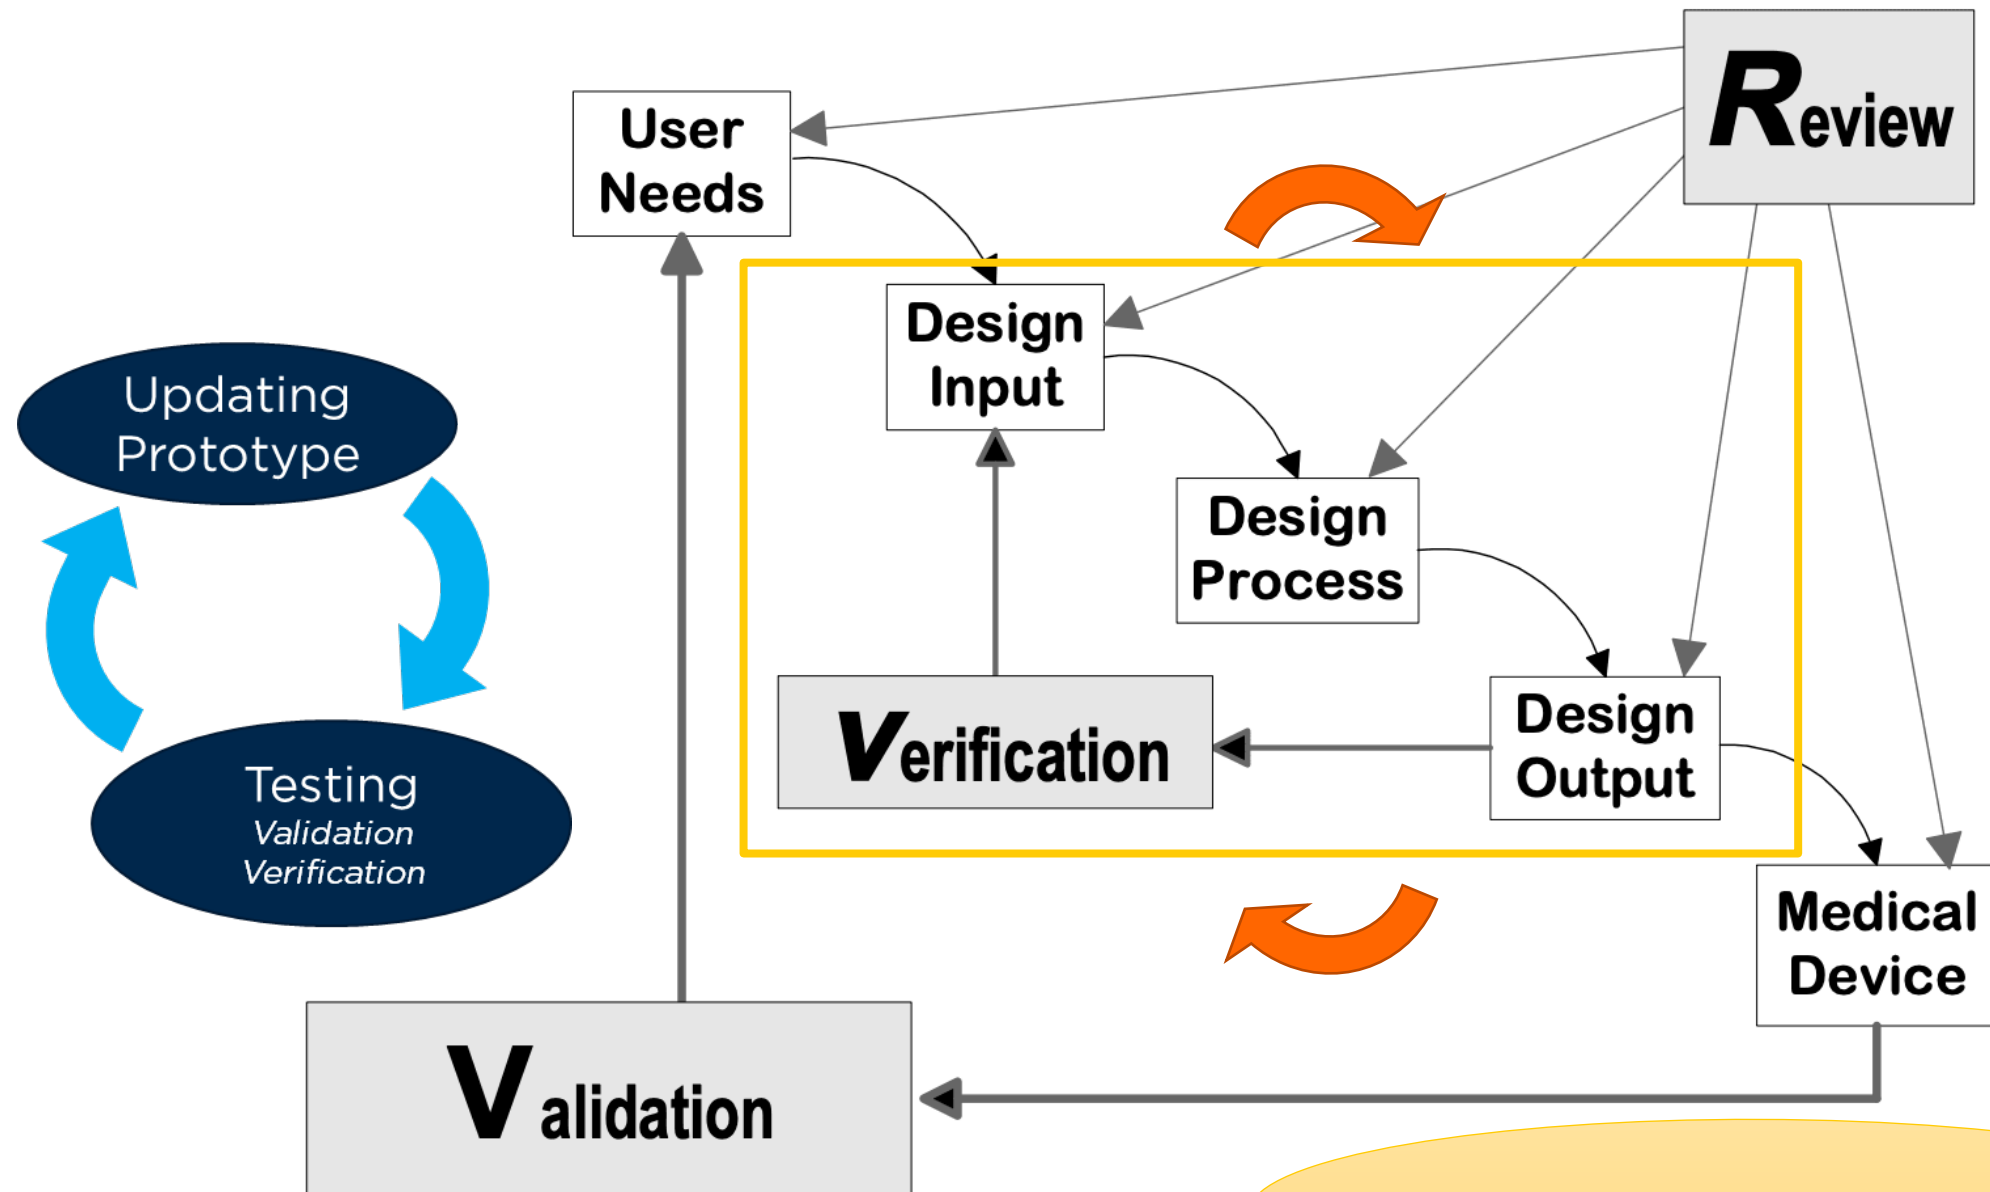 Review
User
Needs
Design
Input
Updating
Prototype
Design
Process
Design
Output
Verification
Testing
Validation
Verification
Medical
Device
Validation